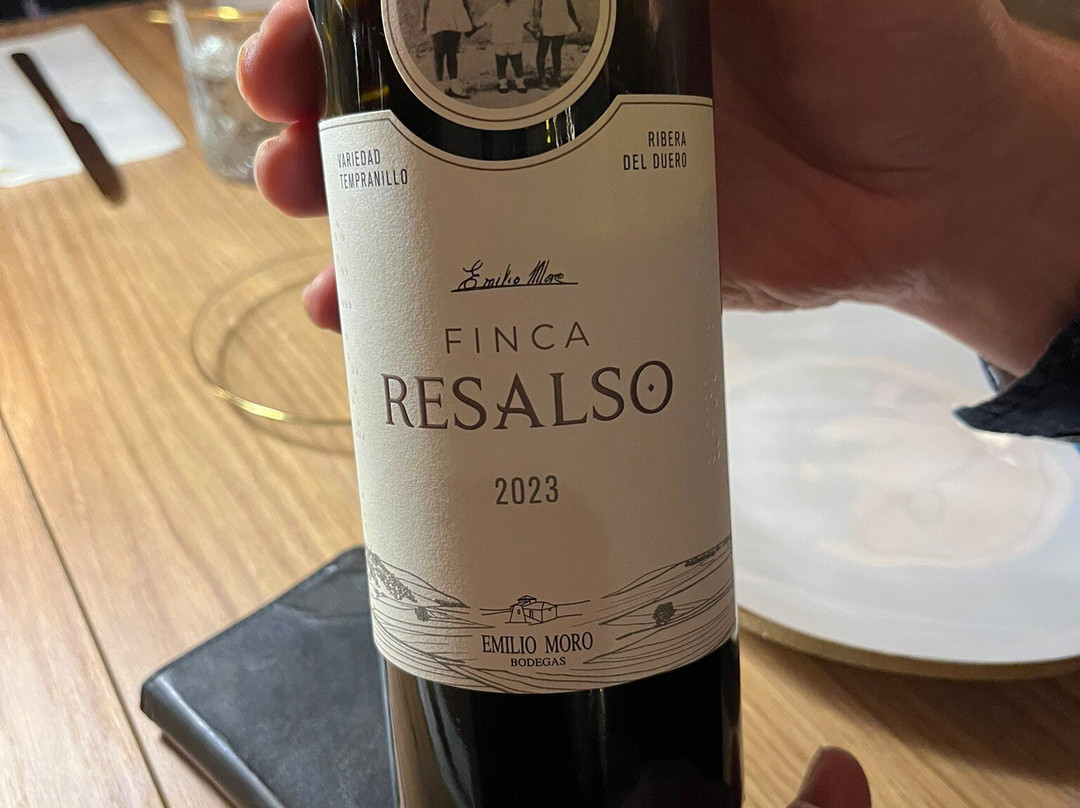 VARIEDAD
TEMPRANILLO
RIBERA
DEL DUERO
Emilio Moro
FINCA
RESALSO
2023
EMILIO MORO
BODEGAS